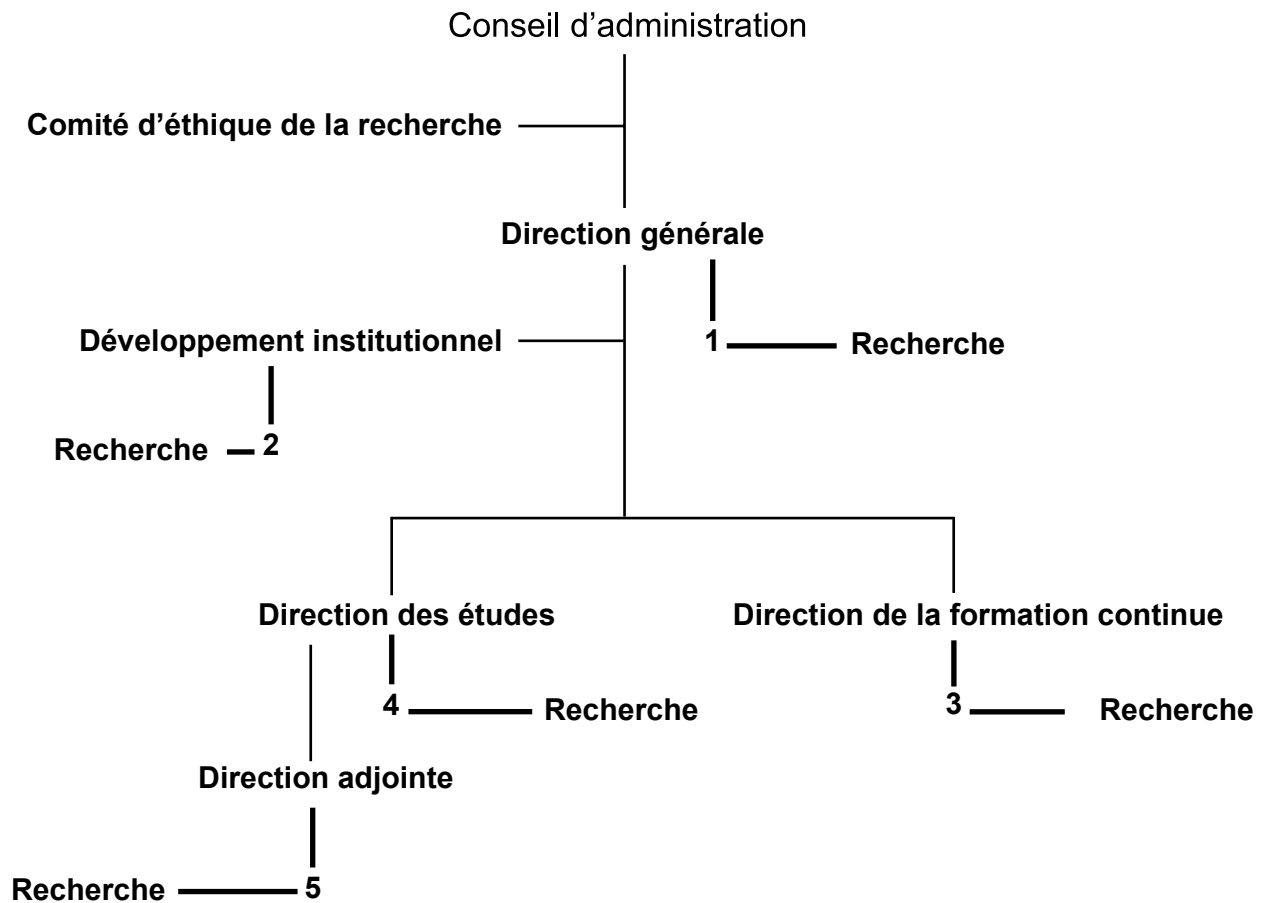 Conseil d’administration
Comité d’éthique de la recherche
Direction générale
Développement institutionnel
1 Recherche
Recherche 2
Direction des études
Direction de la formation continue
4 Recherche
3 Recherche
Direction adjointe
Recherche 5